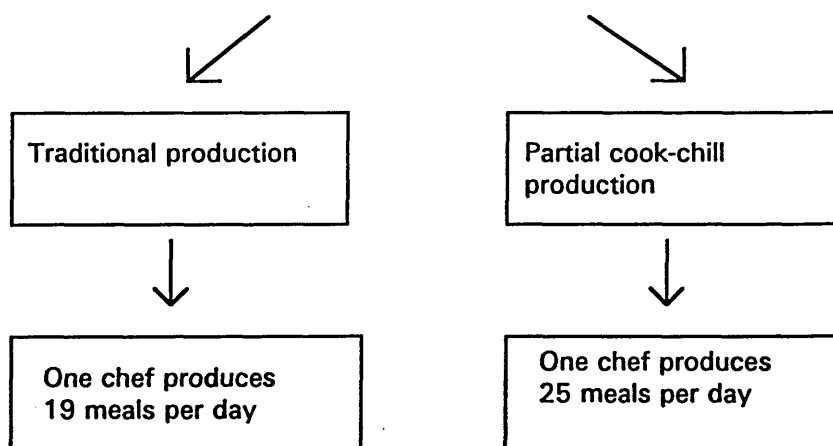 Traditional production
Partial cook-chill
production
One chef produces
19 meals per day
One chef produces
25 meals per day